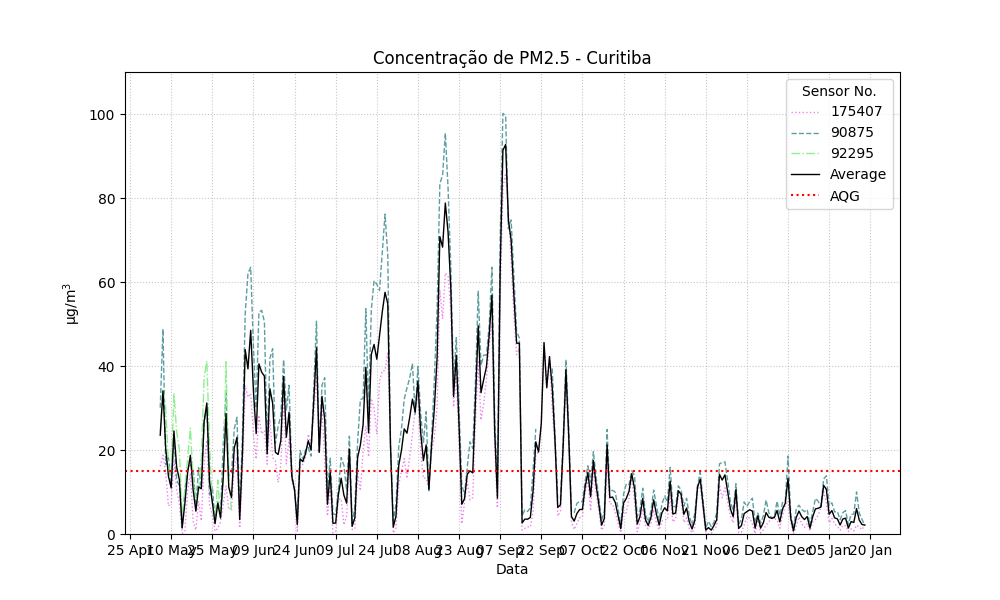 Concentração de PM2.5 - Curitiba
Sensor No.
175407
90875
92295
Average
AQG
100
80
60
40
20
0
µg/m³
25 Apr 10 May 25 May 09 Jun 24 Jun 09 Jul 24 Jul 08 Aug 23 Aug 07 Sep 22 Sep 07 Oct 22 Oct 06 Nov 21 Nov 06 Dec 21 Dec 05 Jan 20 Jan
Data